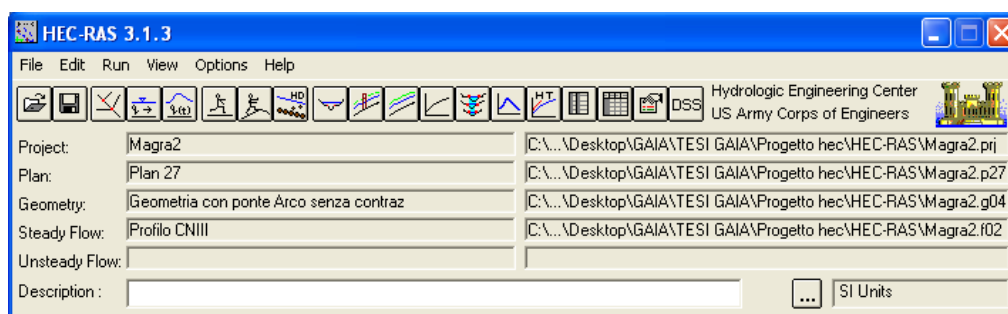 HEC-RAS 3.1.3
File Edit Run View Options Help
HD
HT
DSS
Hydrologic Engineering Center
US Army Corps of Engineers
Project: Magra2 C:\...\Desktop\GAIA\TESI GAIA\Progetto hec\HEC-RAS\Magra2.prj
Plan: Plan 27 C:\...\Desktop\GAIA\TESI GAIA\Progetto hec\HEC-RAS\Magra2.p27
Geometry: Geometria con ponte Arco senza contraz C:\...\Desktop\GAIA\TESI GAIA\Progetto hec\HEC-RAS\Magra2.g04
Steady Flow: Profilo CNIII C:\...\Desktop\GAIA\TESI GAIA\Progetto hec\HEC-RAS\Magra2.f02
Unsteady Flow:
Description : ... SI Units